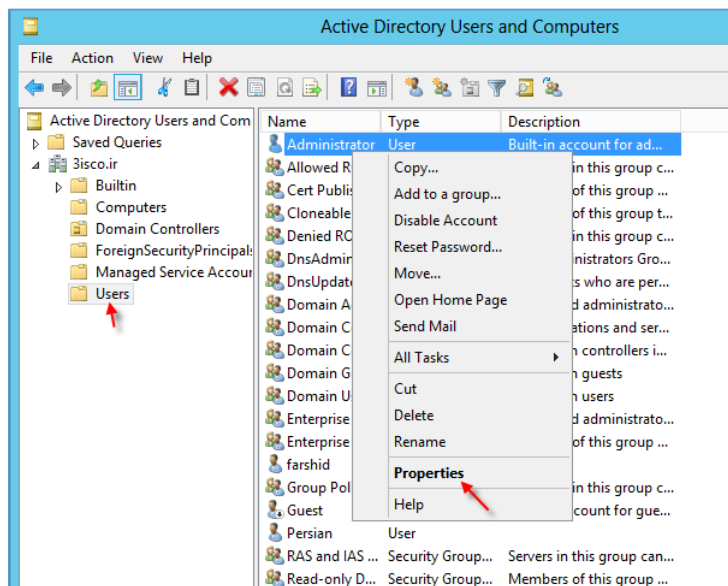 Active Directory Users and Computers
File Action View Help
Active Directory Users and Com
Saved Queries
3isco.ir
Builtin
Computers
Domain Controllers
ForeignSecurityPrincipals
Managed Service Accour
Users
Name Type Description
Administrator User Built-in account for ad...
Allowed R in this group c...
Cert Publis of this group ...
Cloneable of this group t...
Denied RO in this group c...
DnsAdmin nistrators Gro...
DnsUpdate ts who are per...
Domain A d administrato...
Domain C ations and ser...
Domain C n controllers i...
Domain G n guests
Domain U n users
Enterprise d administrato...
Enterprise of this group ...
farshid
Group Pol in this group c...
Guest count for gue...
Persian User
RAS and IAS ... Security Group... Servers in this group can...
Read-only D... Security Group... Members of this group ...
Copy...
Add to a group...
Disable Account
Reset Password...
Move...
Open Home Page
Send Mail
All Tasks
Cut
Delete
Rename
Properties
Help